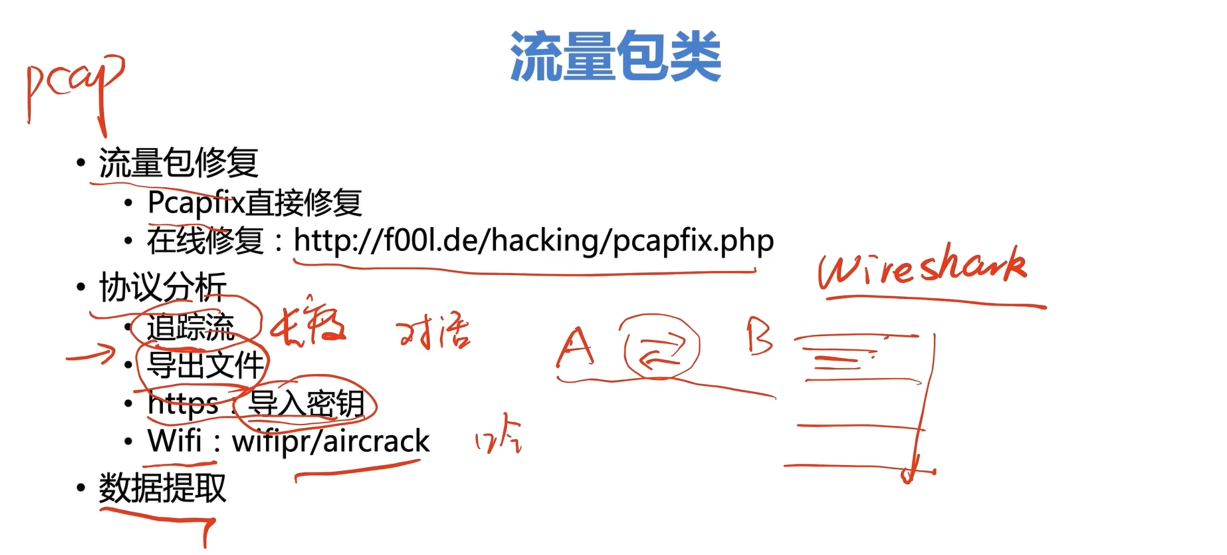 流量包类
pcap
• 流量包修复
• Pcapfix直接修复
• 在线修复：http://f00l.de/hacking/pcapfix.php
wireshark
• 协议分析
• 追踪流 长度 对话 A B
• 导出文件
• https：导入密钥
• Wifi：wifipr/aircrack
• 数据提取